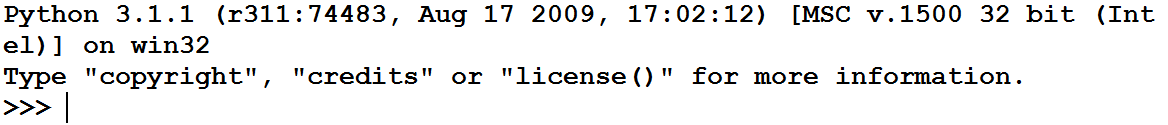 Python 3.1.1 (r311:74483, Aug 17 2009, 17:02:12) [MSC v.1500 32 bit (Int
el)] on win32
Type "copyright", "credits" or "license()" for more information.
>>>